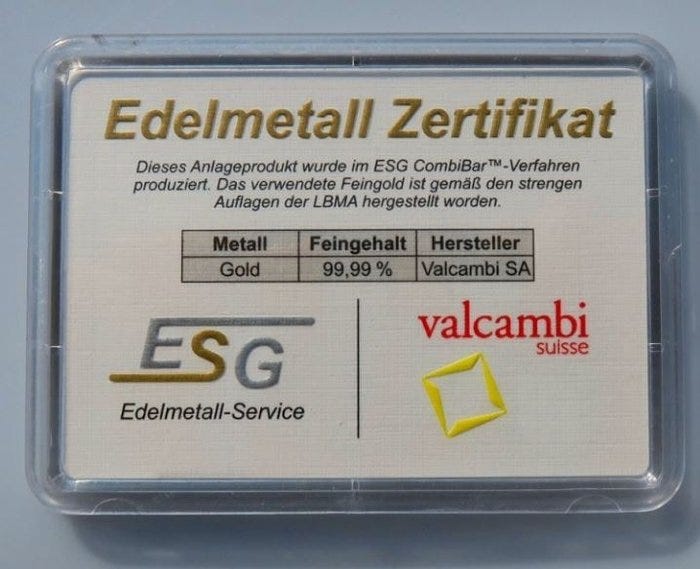 Edelmetall Zertifikat
Dieses Anlageprodukt wurde im ESG CombiBar™-Verfahren
produziert. Das verwendete Feingold ist gemäß den strengen
Auflagen der LBMA hergestellt worden.
Metall Feingehalt Hersteller
Gold 99,99 % Valcambi SA
ESG
Edelmetall-Service
valcambi
suisse